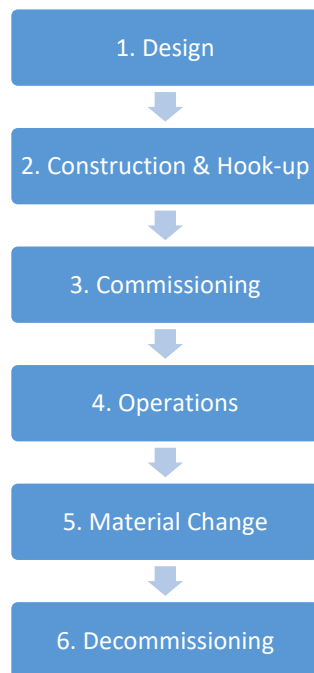 1. Design
2. Construction & Hook-up
3. Commissioning
4. Operations
5. Material Change
6. Decommissioning